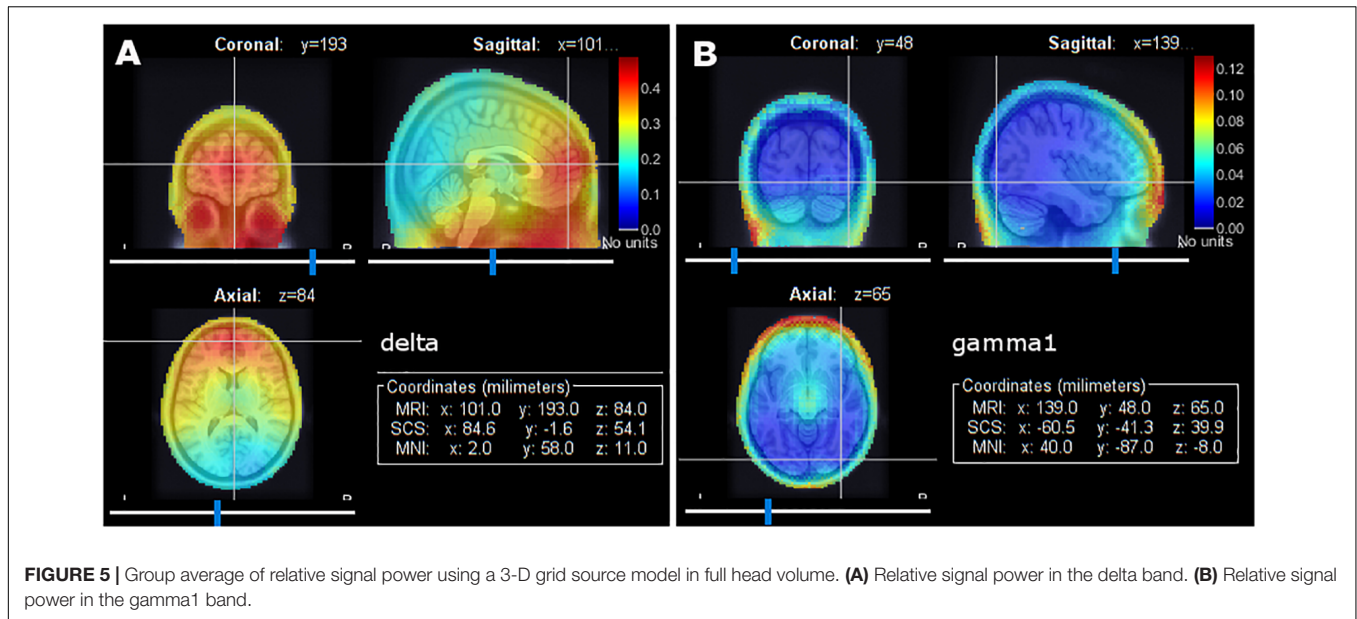 A
Coronal: y=193
Sagittal: x=101...
0.4
0.3
0.2
0.1
0.0
No units
Axial: z=84
delta
Coordinates (milimeters)
MRI: x: 101.0 y: 193.0 z: 84.0
SCS: x: 84.6 y: -1.6 z: 54.1
MNI: x: 2.0 y: 58.0 z: 11.0
B
Coronal: y=48
Sagittal: x=139...
0.12
0.10
0.08
0.06
0.04
0.02
0.00
No units
Axial: z=65
gamma1
Coordinates (milimeters)
MRI: x: 139.0 y: 48.0 z: 65.0
SCS: x: -60.5 y: -41.3 z: 39.9
MNI: x: 40.0 y: -87.0 z: -8.0
FIGURE 5 | Group average of relative signal power using a 3-D grid source model in full head volume. (A) Relative signal power in the delta band. (B) Relative signal
power in the gamma1 band.